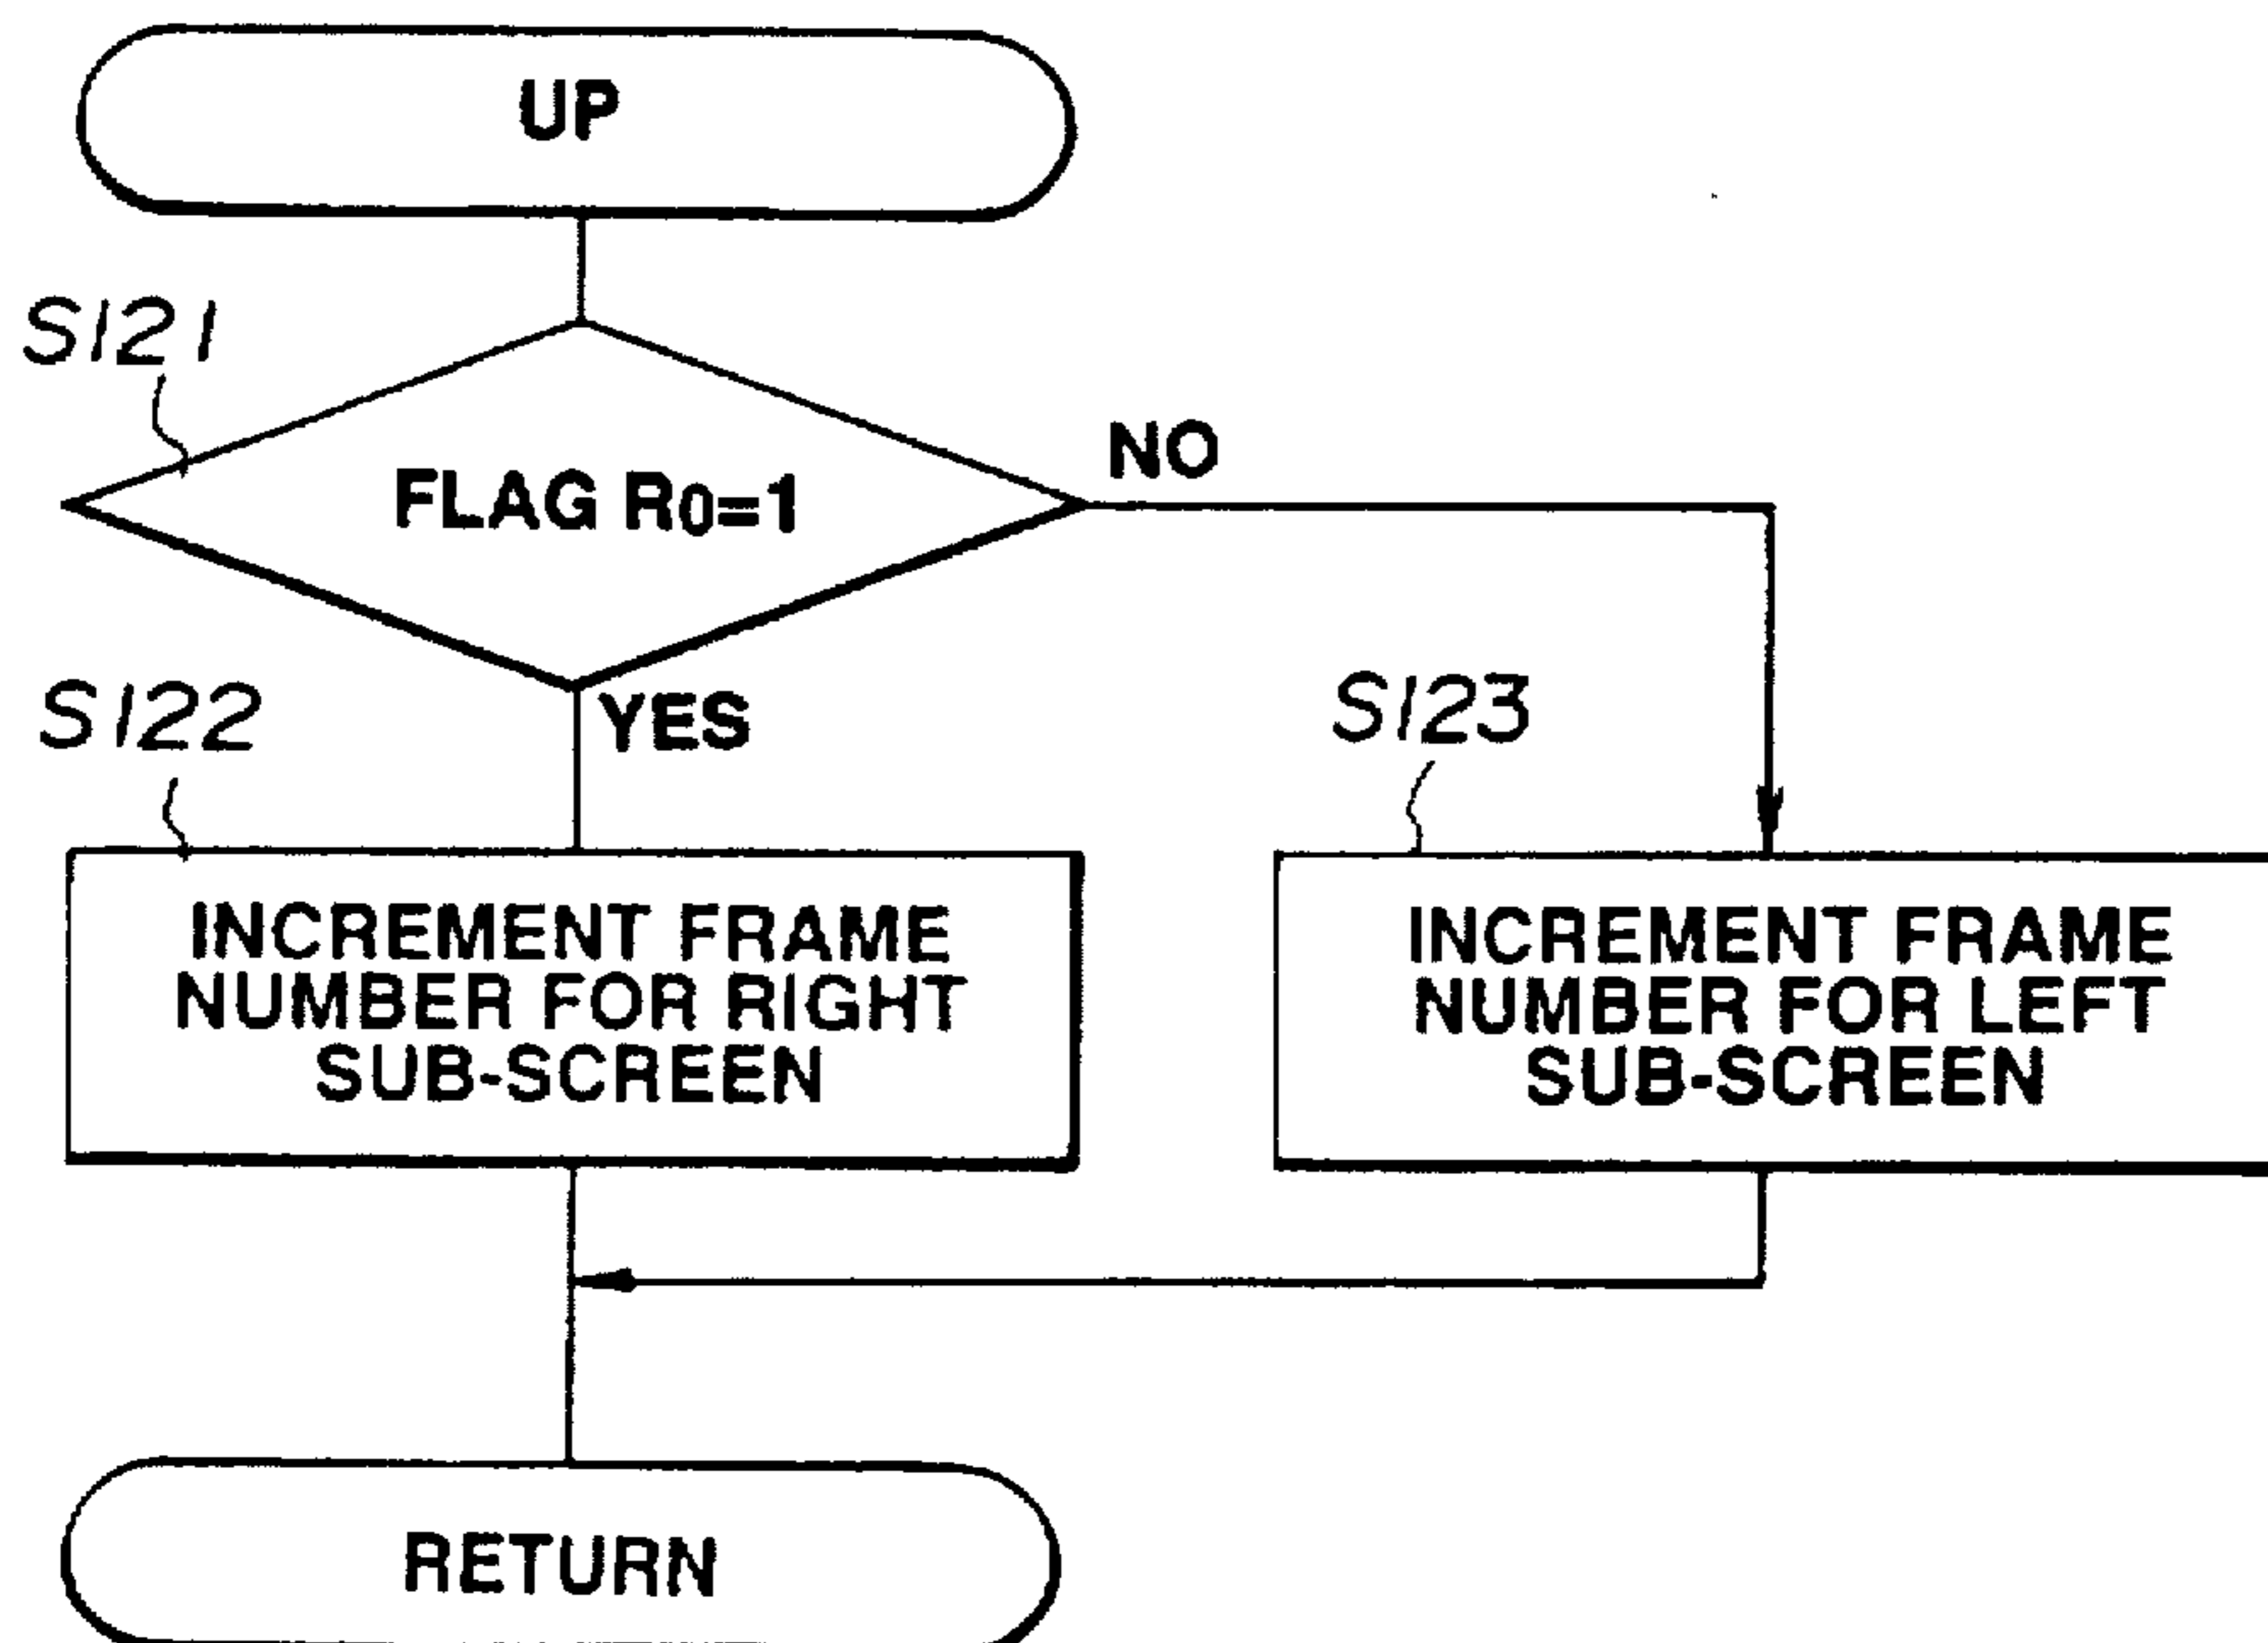 UP
S121
FLAG R0=1
NO
S122
YES
S123
INCREMENT FRAME
NUMBER FOR RIGHT
SUB-SCREEN
INCREMENT FRAME
NUMBER FOR LEFT
SUB-SCREEN
RETURN